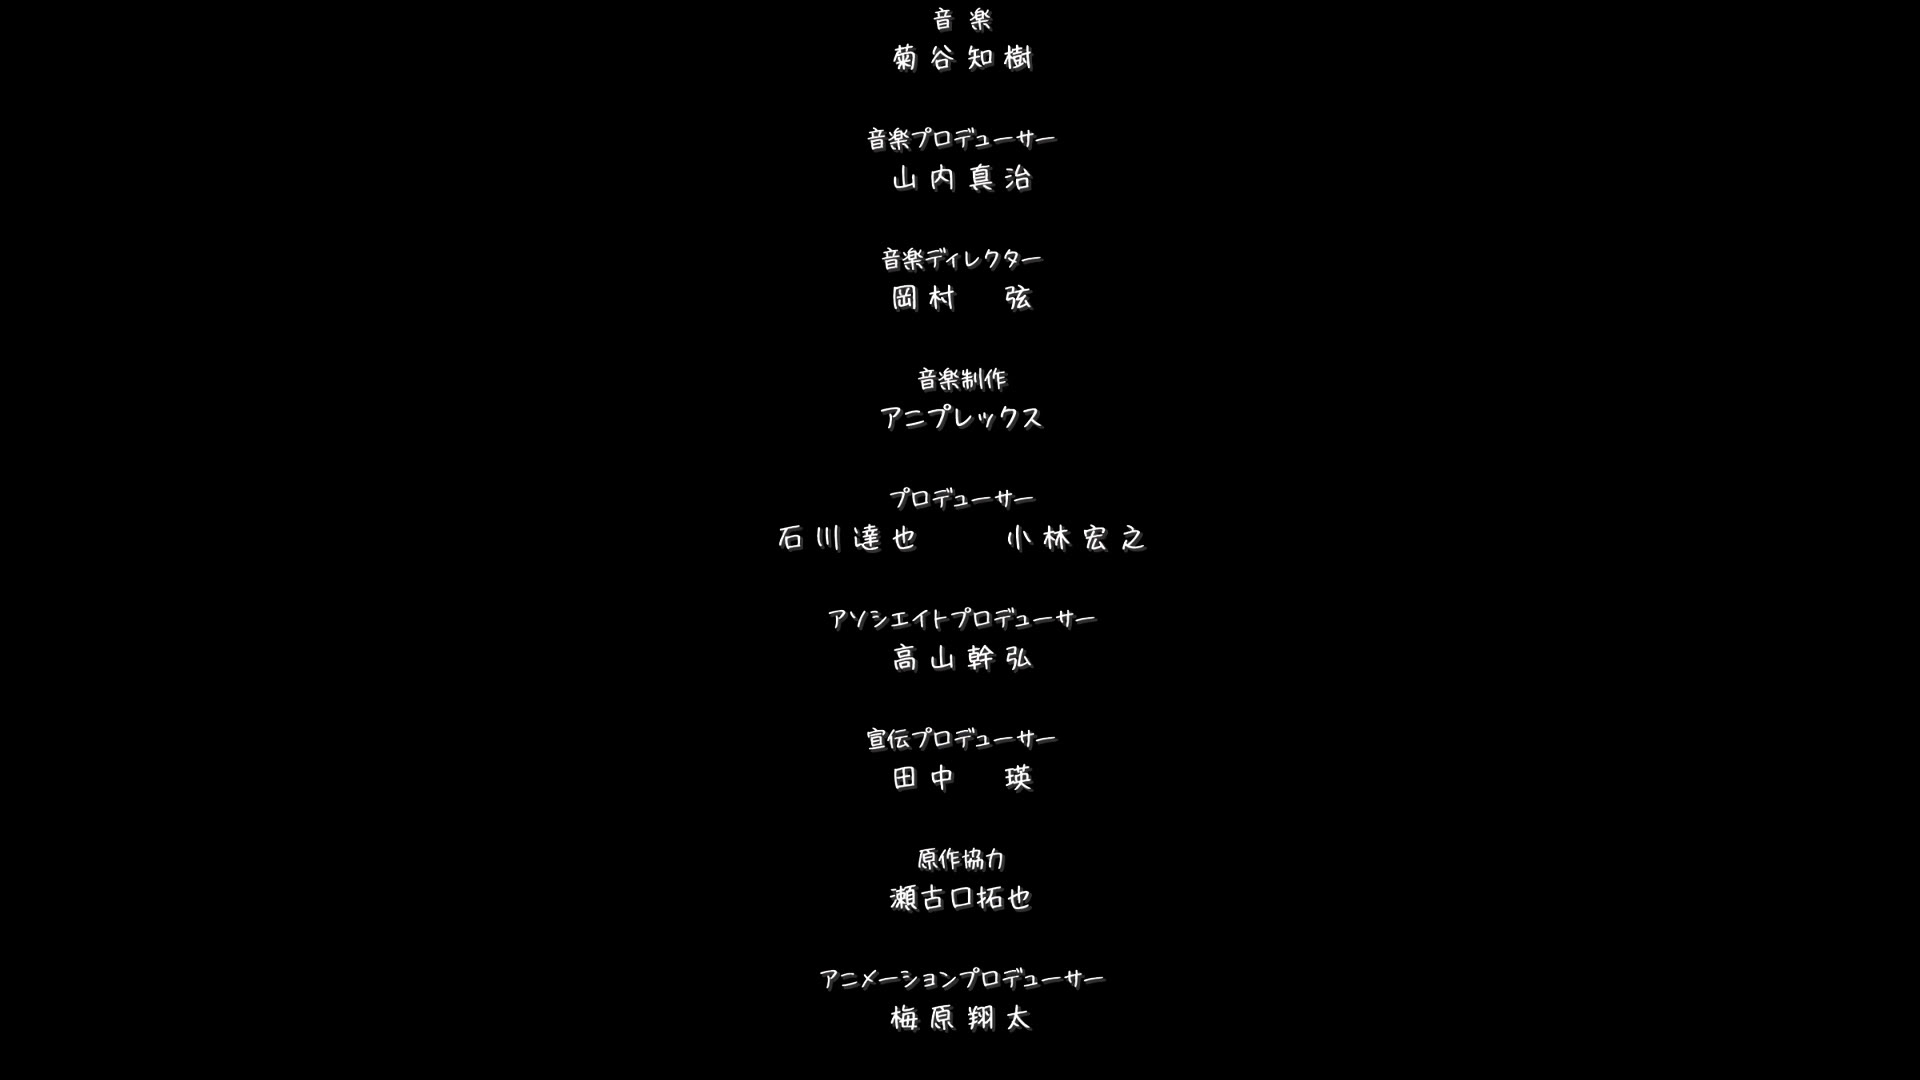 音 楽
菊 谷 知 樹
音楽プロデューサー
山 内 真 治
音楽ディレクター
岡 村　 弦
音楽制作
アニプレックス
プロデューサー
石 川 達 也　　小 林 宏 之
アソシエイトプロデューサー
高 山 幹 弘
宣伝プロデューサー
田 中　 瑛
原作協力
瀬古口拓也
アニメーションプロデューサー
梅 原 翔 太